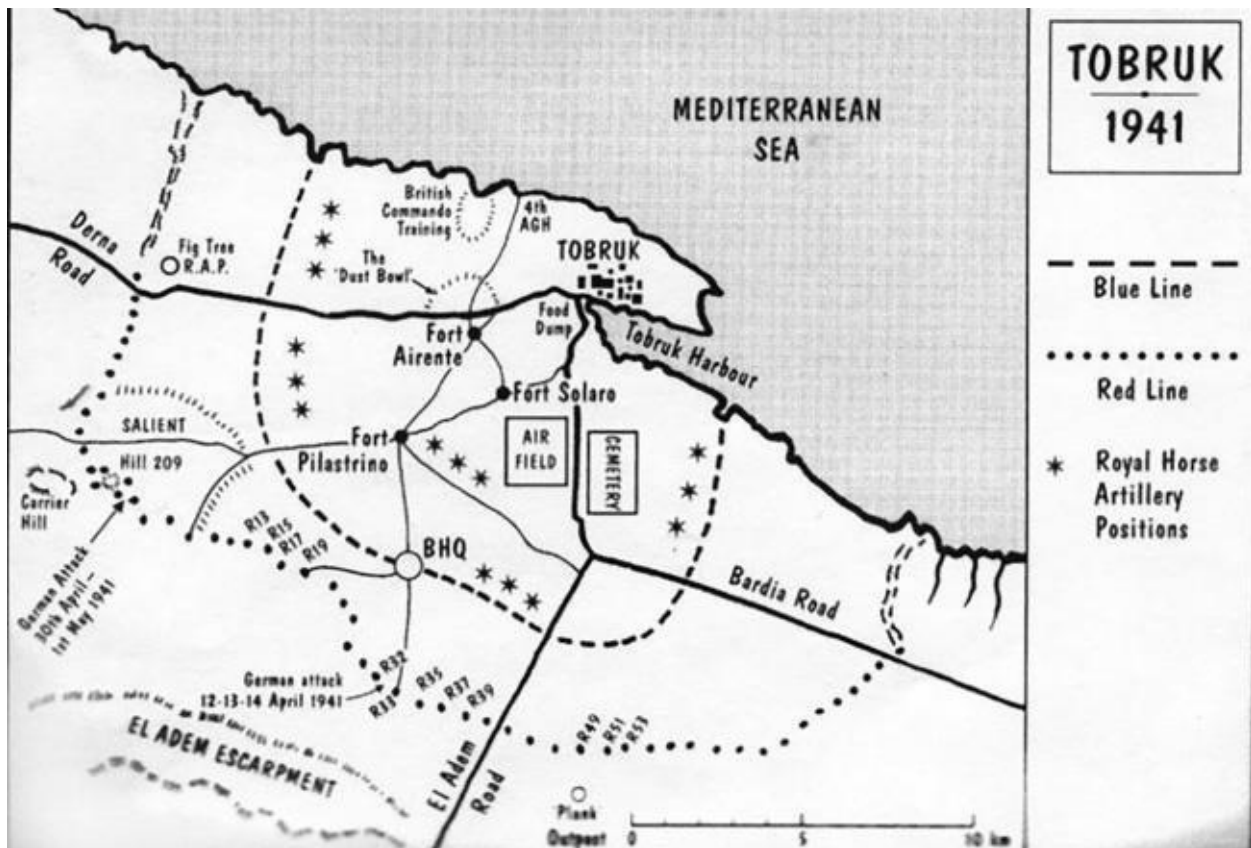 TOBRUK
1941
MEDITERRANEAN
SEA
Blue Line
Red Line
Royal Horse
Artillery
Positions
British
Commando
Training
4th
AGH
TOBRUK
Derna
Road
Fig Tree
R.A.P.
The
'Dust Bowl'
Food
Dump
Tobruk Harbour
Fort
Airente
Fort Solaro
SALIENT
Fort
Pilastrino
AIR
FIELD
CEMETERY
Hill 209
Carrier
Hill
German Attack
30th April –
1st May 1941
R13
R15
R17
R19
BHQ
Bardia Road
German attack
12-13-14 April 1941
R32
R33
R35
R37
R39
R49
R51
R53
EL ADEM ESCARPMENT
El Adem
Road
'Plonk'
Outpost
0 5 10 km